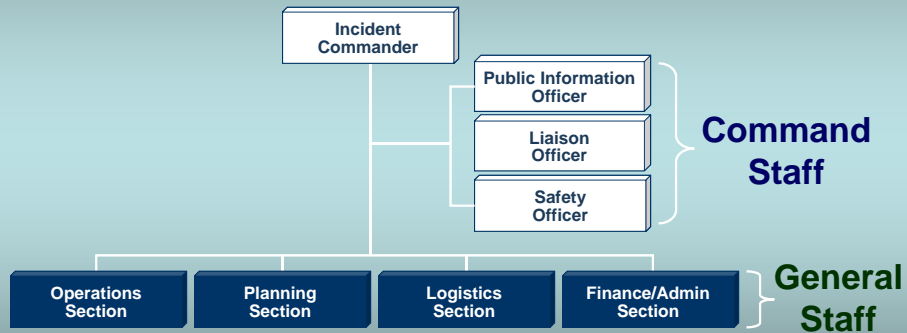 Incident
Commander
Public Information
Officer
Liaison
Officer
Safety
Officer
Command
Staff
Operations
Section
Planning
Section
Logistics
Section
Finance/Admin
Section
General
Staff